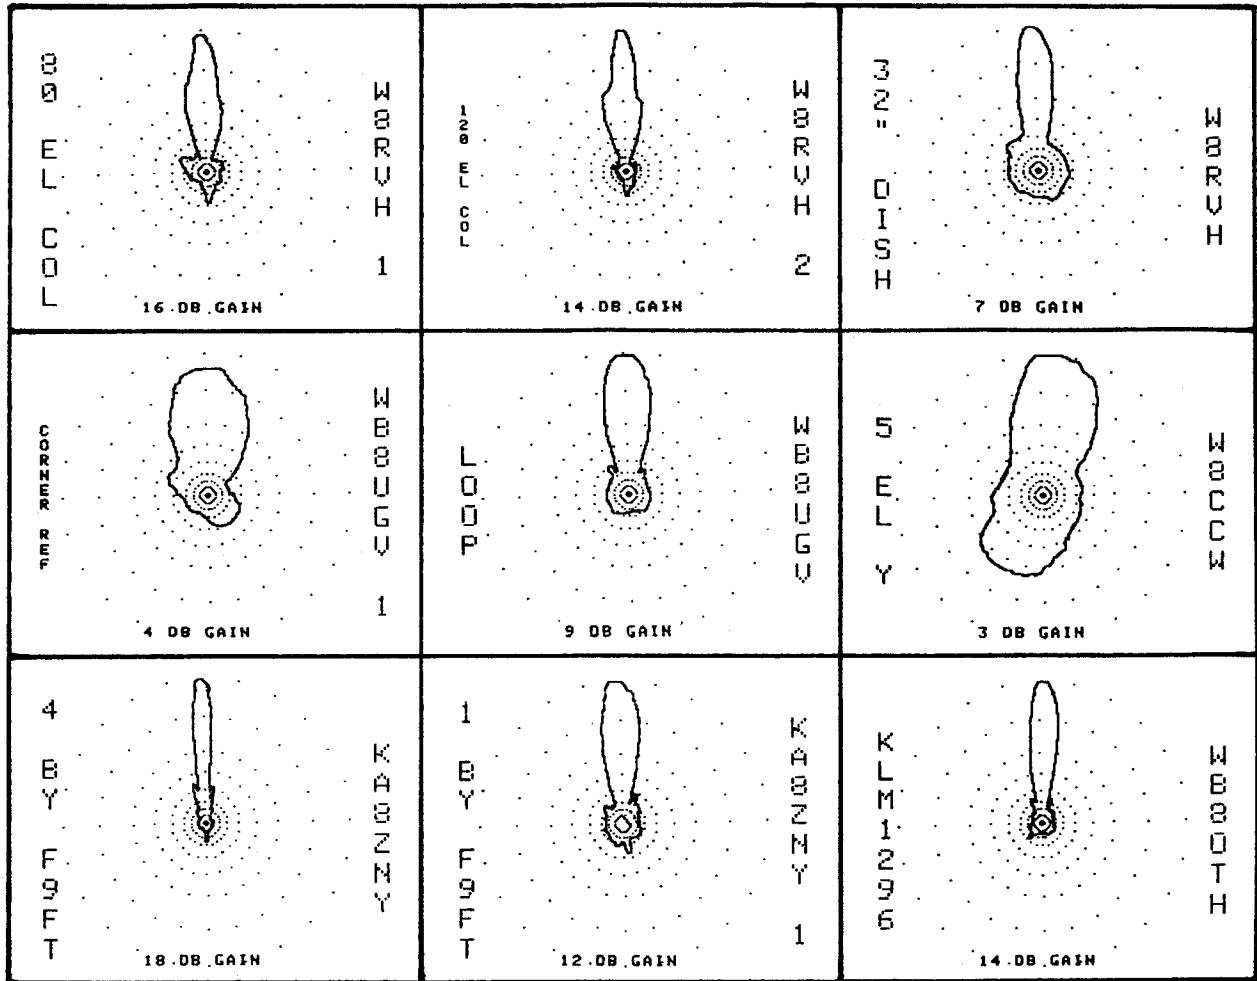 80 EL COL
W8RVH 1
16 DB GAIN
120 EL COL
W8RVH 2
14 DB GAIN
32" DISH
W8RVH
7 DB GAIN
CORNER REF
WB8UGV 1
4 DB GAIN
LOOP
WB8UGV
9 DB GAIN
5 EL Y
W8CCW
3 DB GAIN
4 BY F9FT
KA8ZNY
18 DB GAIN
1 BY F9FT
KA8ZNY 1
12 DB GAIN
KLM1296
WB8OTH
14 DB GAIN